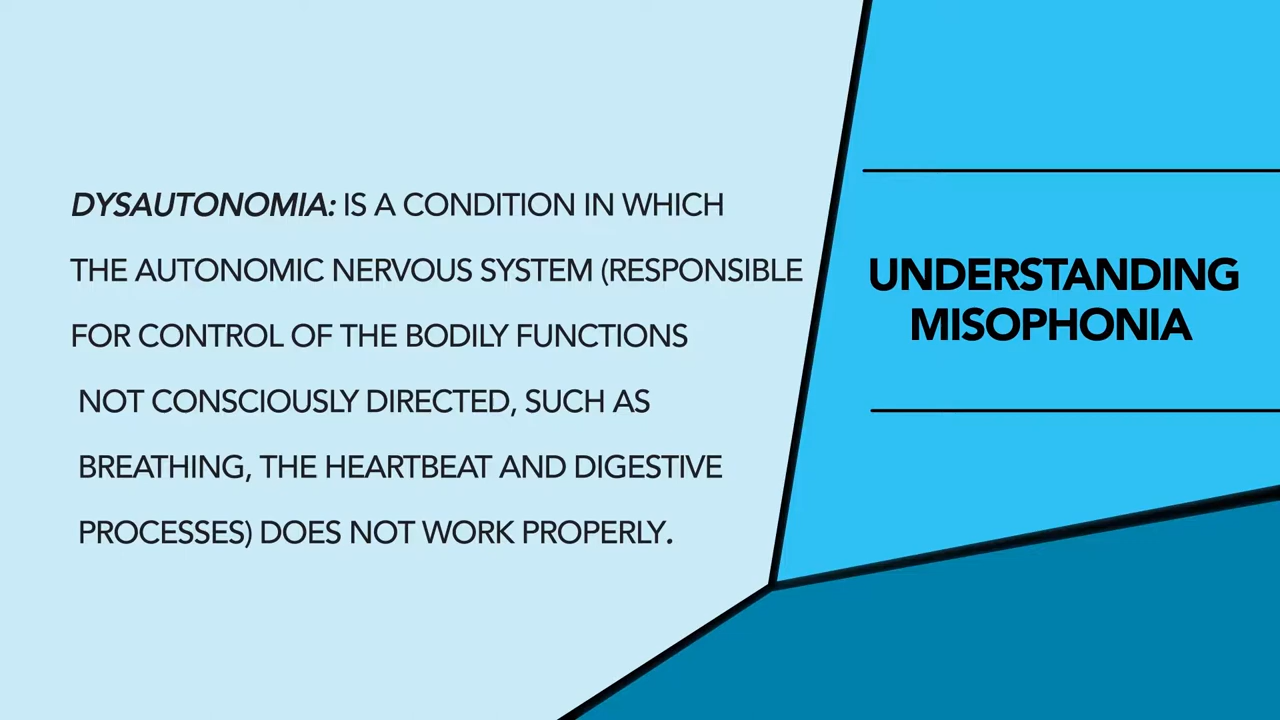 DYSAUTONOMIA: IS A CONDITION IN WHICH
THE AUTONOMIC NERVOUS SYSTEM (RESPONSIBLE
FOR CONTROL OF THE BODILY FUNCTIONS
NOT CONSCIOUSLY DIRECTED, SUCH AS
BREATHING, THE HEARTBEAT AND DIGESTIVE
PROCESSES) DOES NOT WORK PROPERLY.
UNDERSTANDING
MISOPHONIA